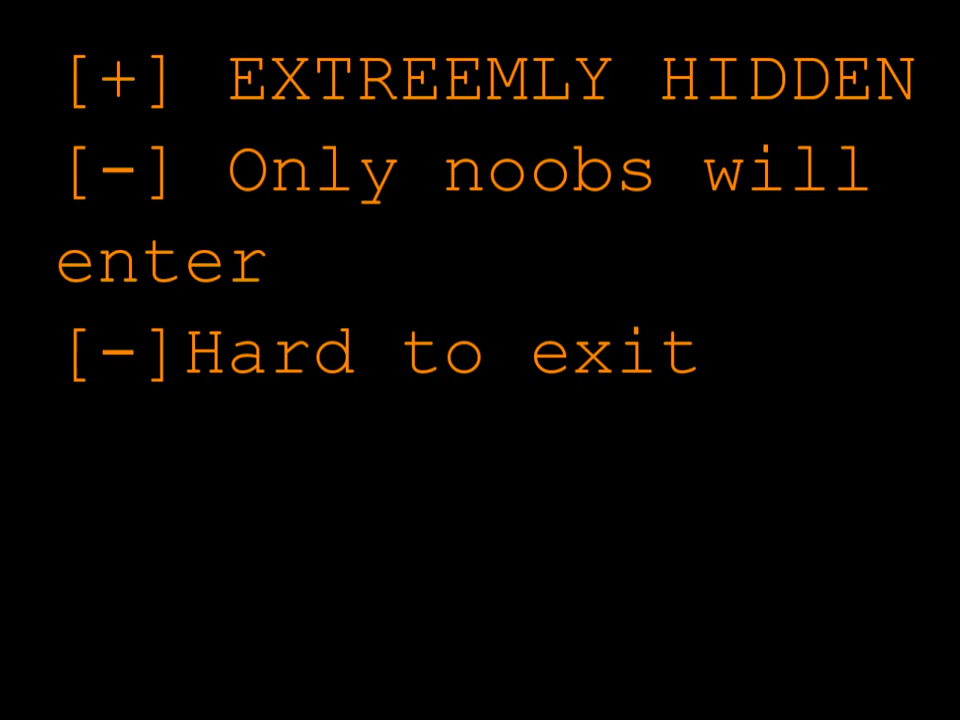 [+] EXTREEMLY HIDDEN
[-] Only noobs will
enter
[-]Hard to exit